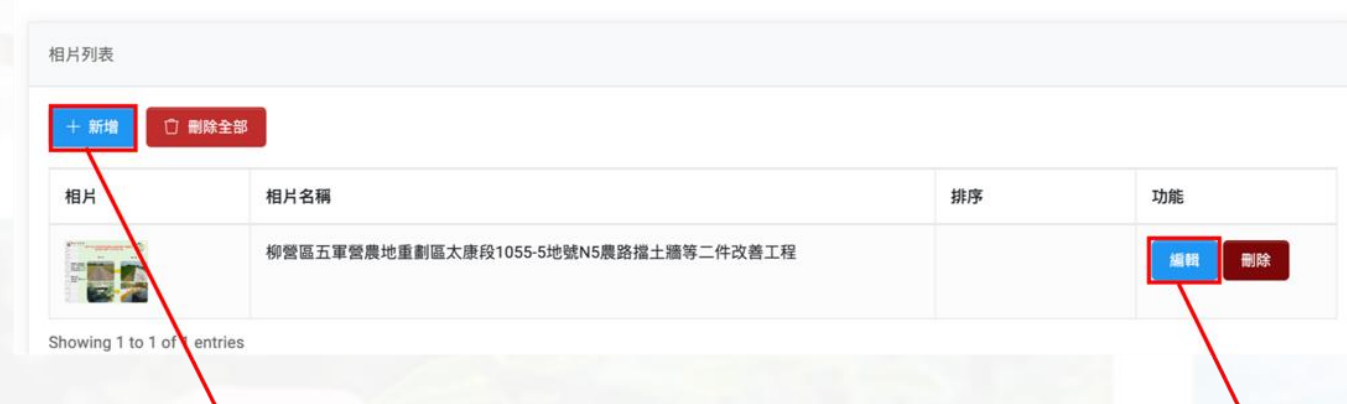 相片列表
＋ 新增 刪除全部
相片 相片名稱 排序 功能
柳營區五軍營農地重劃區太康段1055-5地號N5農路擋土牆等二件改善工程 編輯 刪除
Showing 1 to 1 of 1 entries